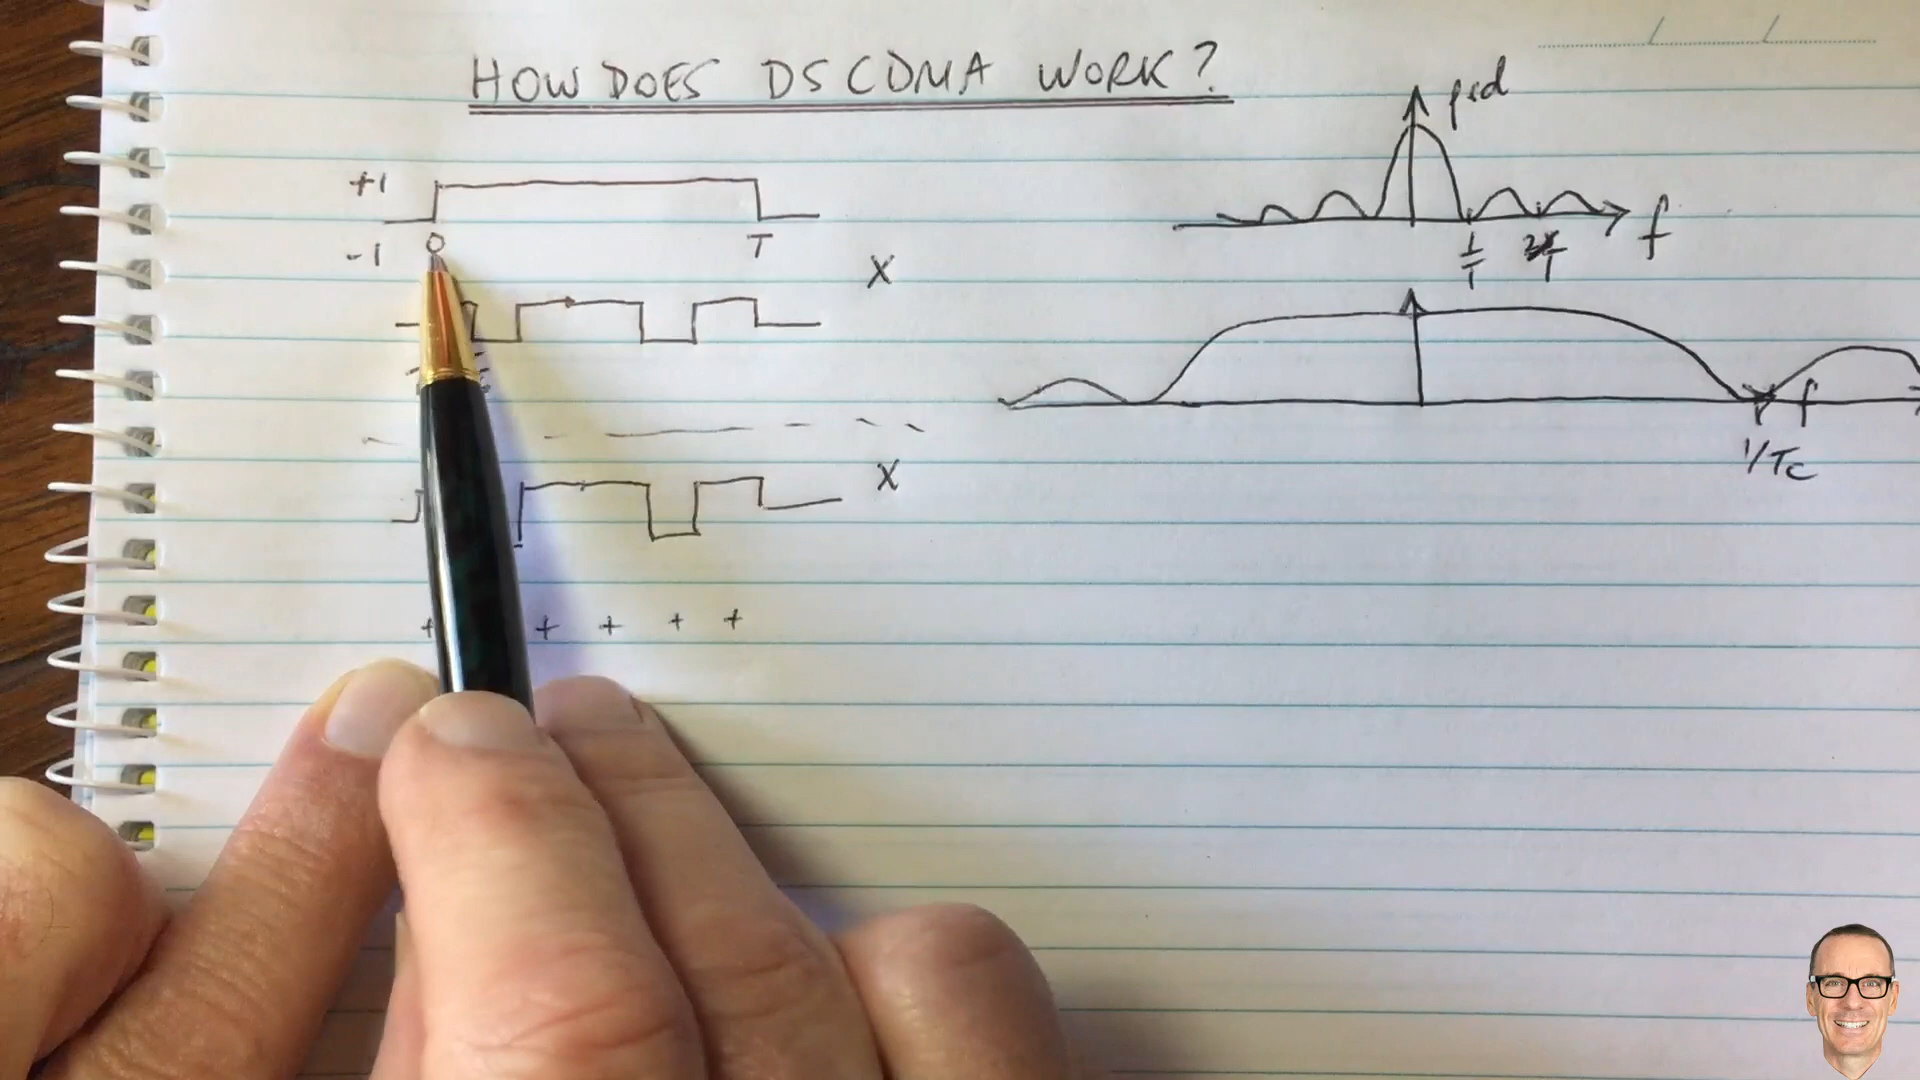 HOW DOES DS CDMA WORK?
psd
+1
-1 0 T
X
f
1/T
f
1/Tc
X
+ + + + +